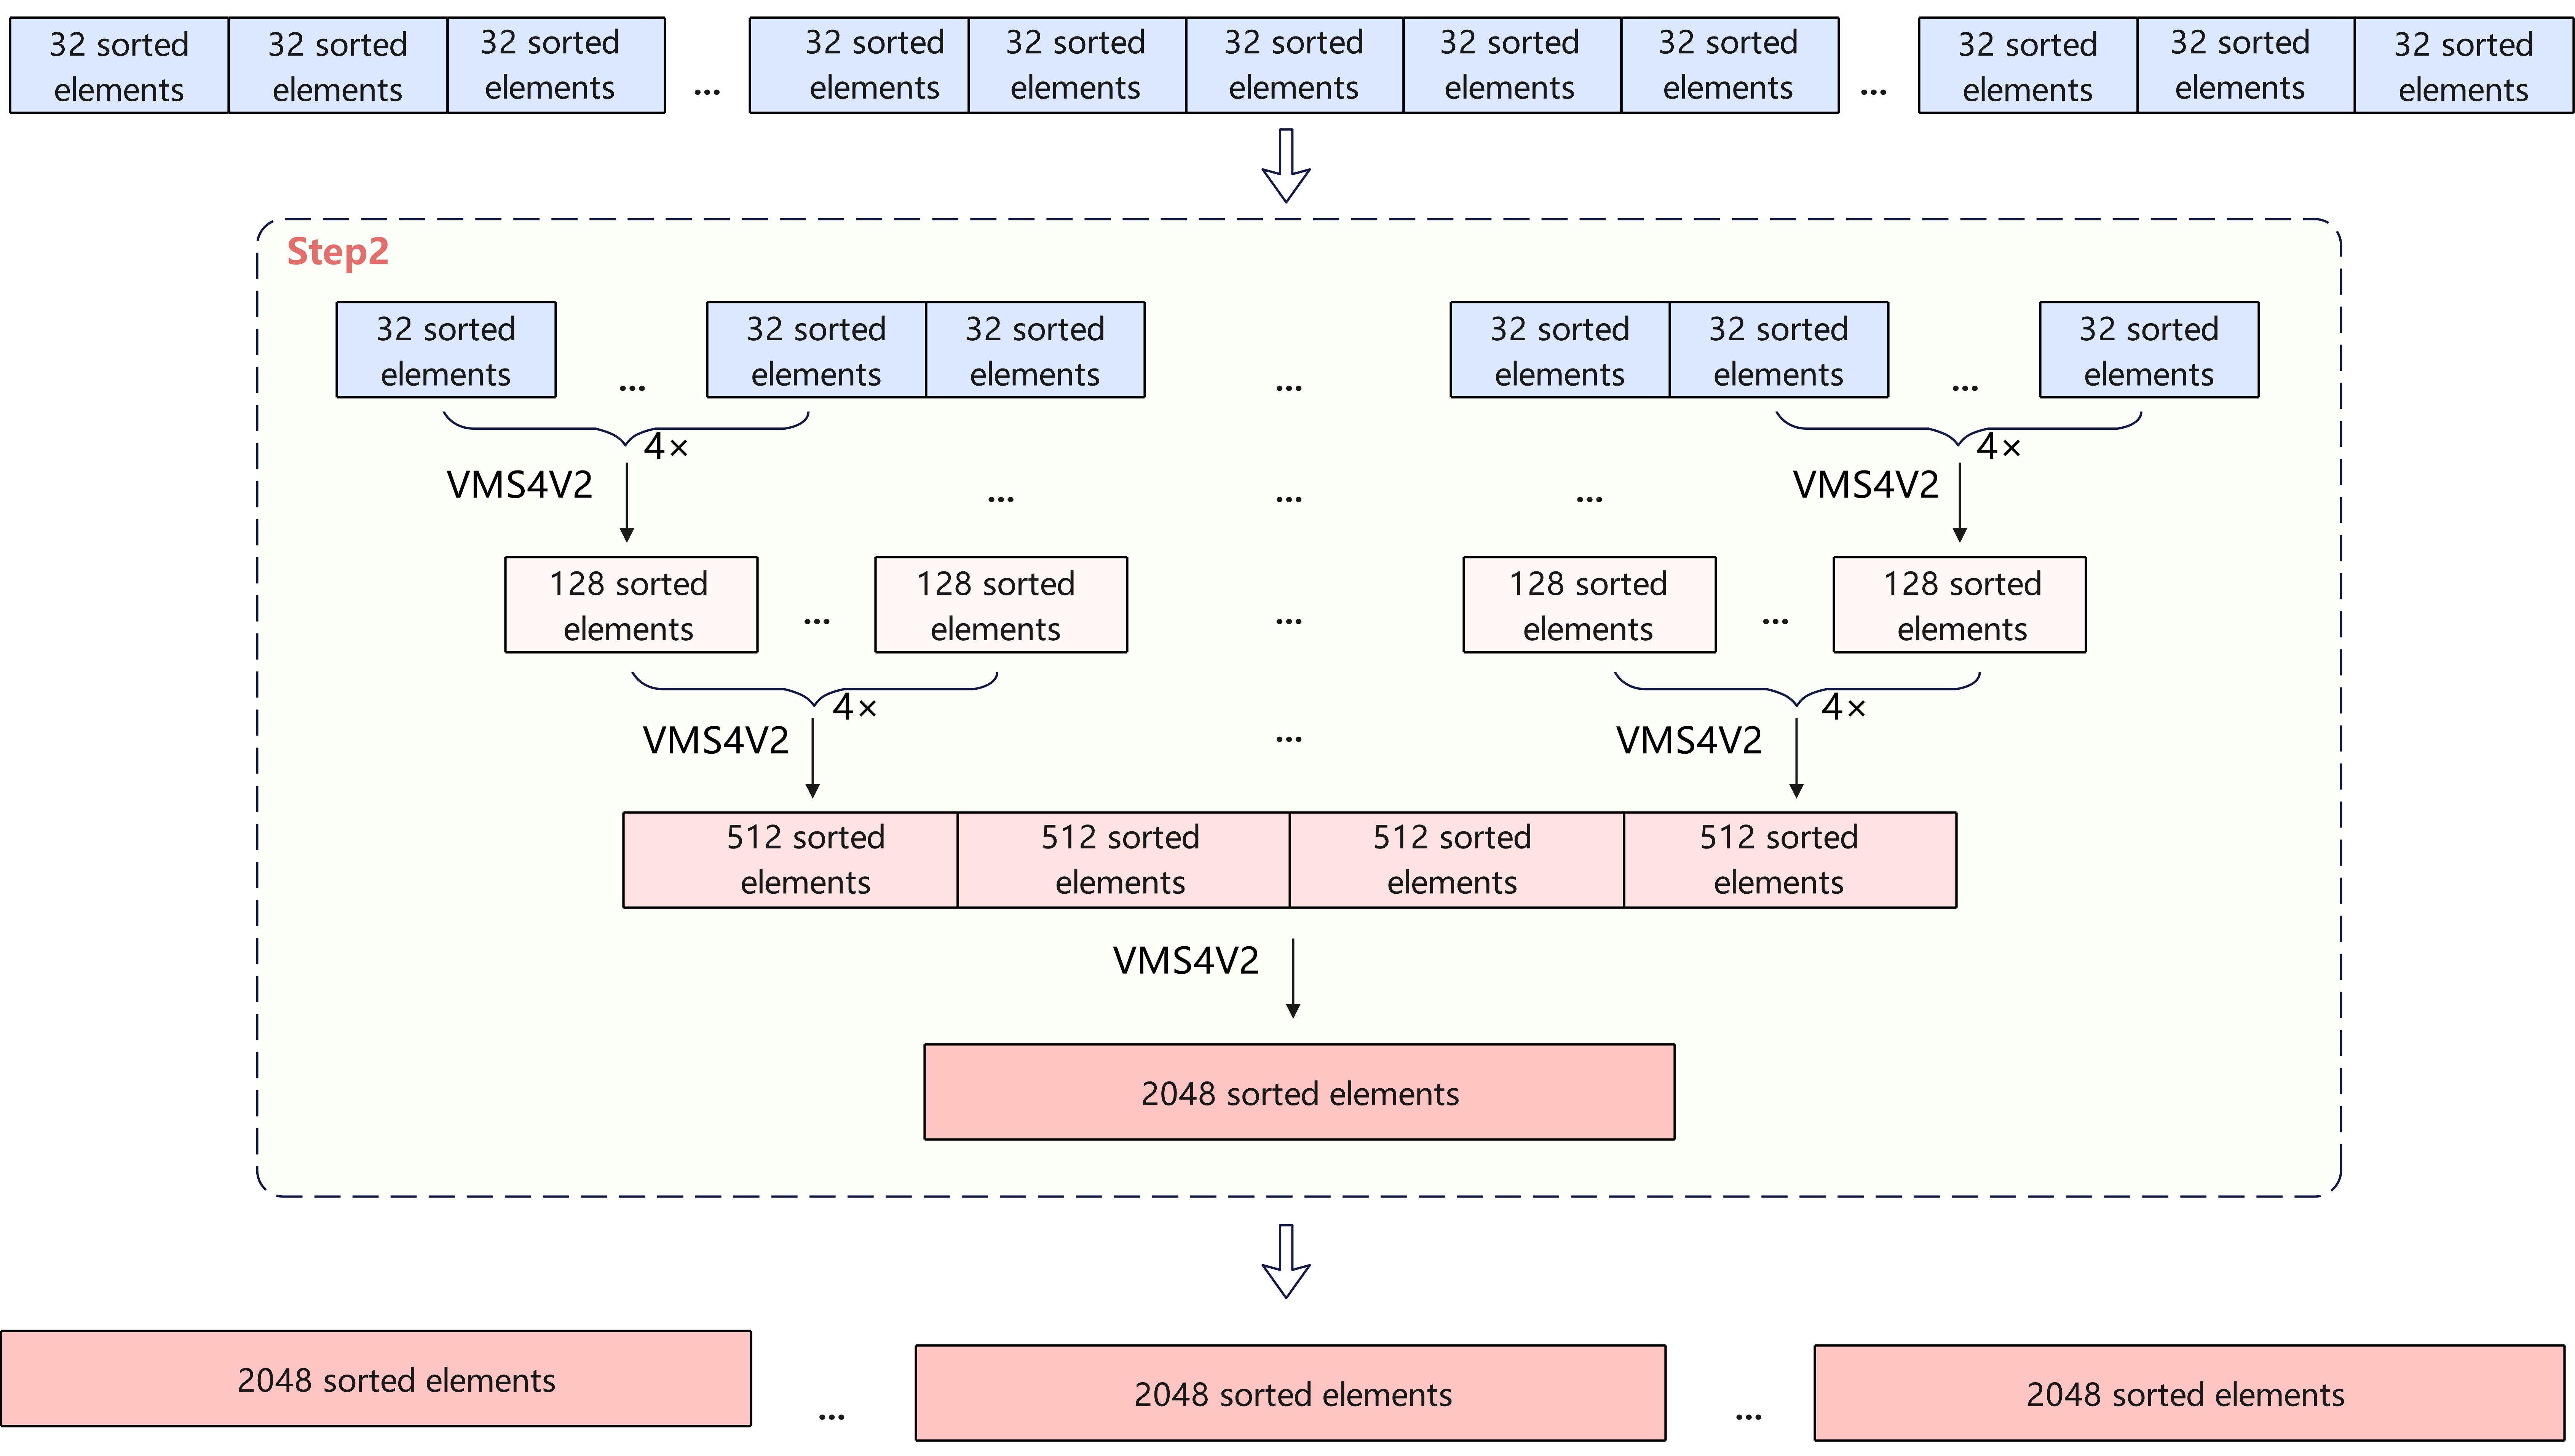 32 sorted
elements
32 sorted
elements
32 sorted
elements
...
32 sorted
elements
32 sorted
elements
32 sorted
elements
32 sorted
elements
32 sorted
elements
...
32 sorted
elements
32 sorted
elements
32 sorted
elements
Step2
32 sorted
elements
...
32 sorted
elements
32 sorted
elements
...
32 sorted
elements
32 sorted
elements
...
32 sorted
elements
4×
4×
VMS4V2
...
...
...
VMS4V2
128 sorted
elements
...
128 sorted
elements
...
128 sorted
elements
...
128 sorted
elements
4×
4×
VMS4V2
...
VMS4V2
512 sorted
elements
512 sorted
elements
512 sorted
elements
512 sorted
elements
VMS4V2
2048 sorted elements
2048 sorted elements
...
2048 sorted elements
...
2048 sorted elements